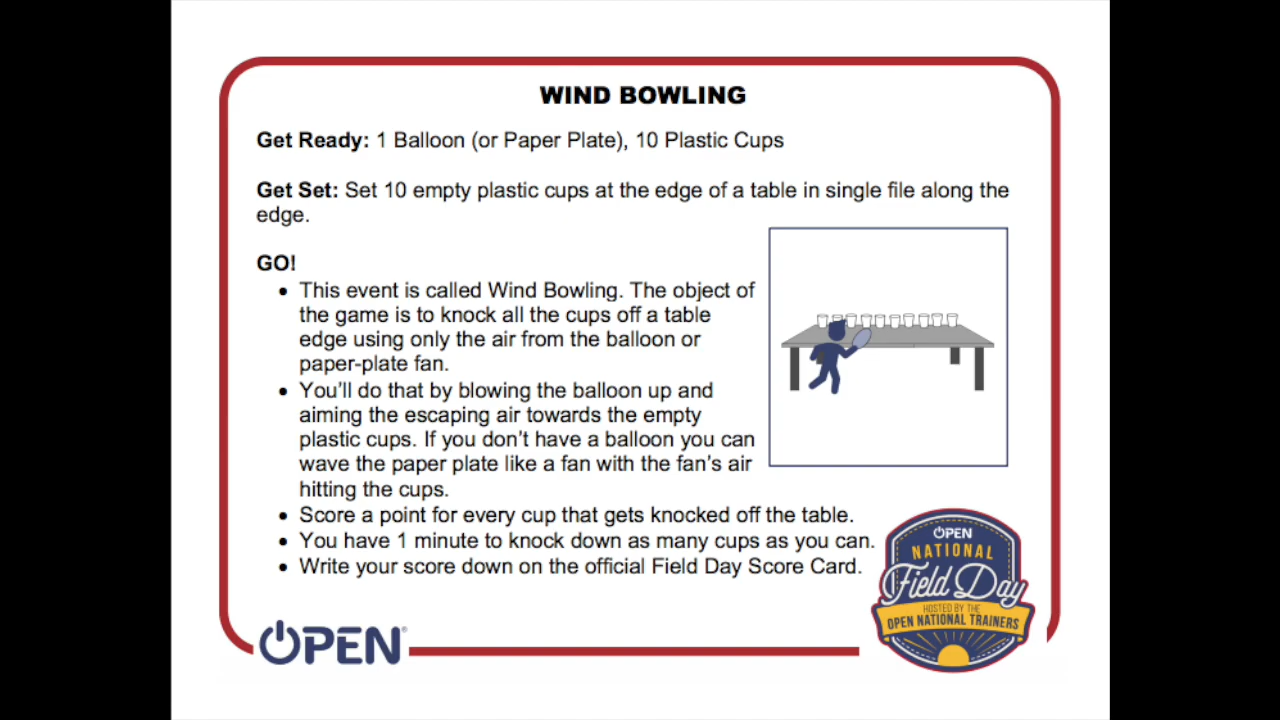 WIND BOWLING
Get Ready: 1 Balloon (or Paper Plate), 10 Plastic Cups
Get Set: Set 10 empty plastic cups at the edge of a table in single file along the
edge.
GO!
• This event is called Wind Bowling. The object of
the game is to knock all the cups off a table
edge using only the air from the balloon or
paper-plate fan.
• You’ll do that by blowing the balloon up and
aiming the escaping air towards the empty
plastic cups. If you don’t have a balloon you can
wave the paper plate like a fan with the fan’s air
hitting the cups.
• Score a point for every cup that gets knocked off the table.
• You have 1 minute to knock down as many cups as you can.
• Write your score down on the official Field Day Score Card.
OPEN®
OPEN
NATIONAL
Field Day
HOSTED BY THE
OPEN NATIONAL TRAINERS